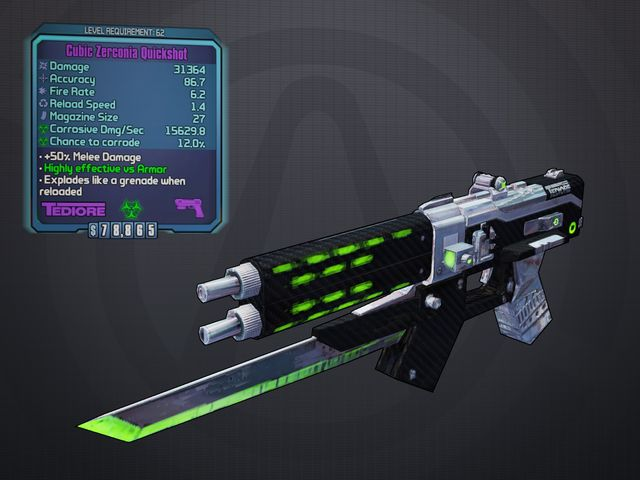 LEVEL REQUIREMENT: 62
Cubic Zerconia Quickshot
Damage 31364
Accuracy 86.7
Fire Rate 6.2
Reload Speed 1.4
Magazine Size 27
Corrosive Dmg/Sec 15629.8
Chance to corrode 12.0%
• +50% Melee Damage
• Highly effective vs Armor
• Explodes like a grenade when
reloaded
TEDIORE
$78,865
TEDIORE